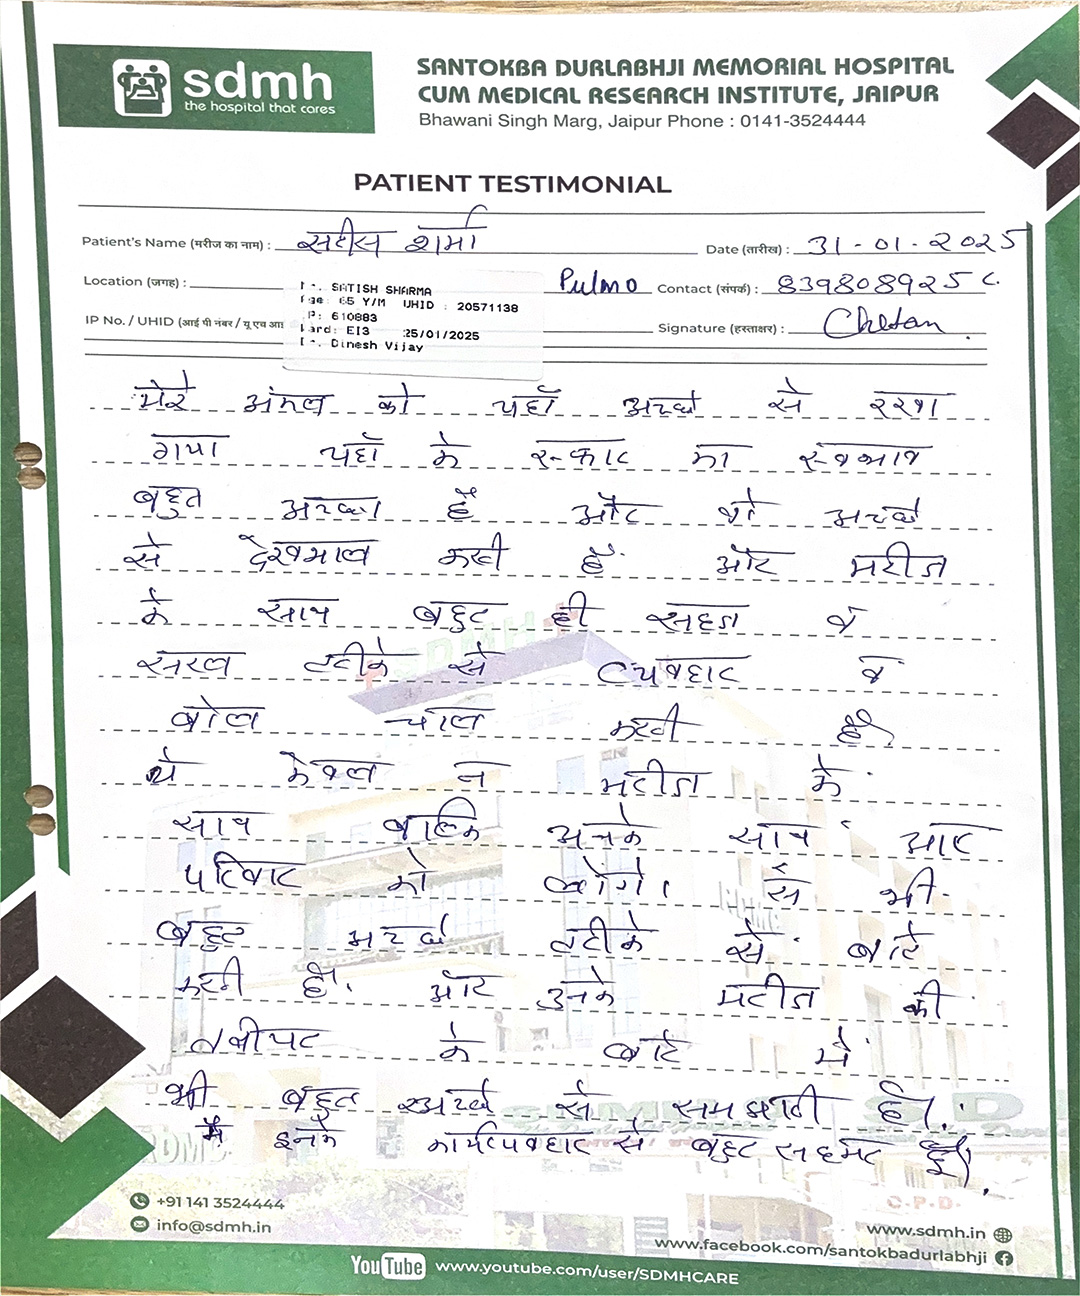 sdmh
the hospital that cares
SANTOKBA DURLABHJI MEMORIAL HOSPITAL
CUM MEDICAL RESEARCH INSTITUTE, JAIPUR
Bhawani Singh Marg, Jaipur Phone : 0141-3524444
PATIENT TESTIMONIAL
Patient's Name (मरीज का नाम) : सतीस शर्मा Date (तारीख) : 31-01-2025
Location (जगह) : Pulmo Contact (संपर्क) : 839808925
SATISH SHARMA
65 Y/M UHID : 20571138
IP: 610883
Ward: EI3 25/01/2025
Dr. Dinesh Vijay
IP No. / UHID (आई पी नंबर / यू एच आई Signature (हस्ताक्षर) : Chetan
मेरे अंकल को यहाँ अच्छे से रखा
गया यहाँ के स्वभाव
बहुत अच्छा हैं और वो अच्छे
से देखभाल करती हैं और मरीज
के साथ बहुट ही सहज व
सरल तरीके से व्यवहार व
बोल चाल करती है
ये केवल न मरीज के
साथ बल्कि उनके साथ आए
परिवार के लोगो से भी
बहुट अच्छे तरीके से बाते
करती है। और उनके मरीज की
तबीयट के बारे मे
भी बहुत अच्छे से समझाती है।
मैं इनके कार्यव्यवहार से बहुट सहमट हूँ।
SDMH
O.P.D.
+91 141 3524444
info@sdmh.in
www.sdmh.in
www.facebook.com/santokbadurlabhji
YouTube www.youtube.com/user/SDMHCARE